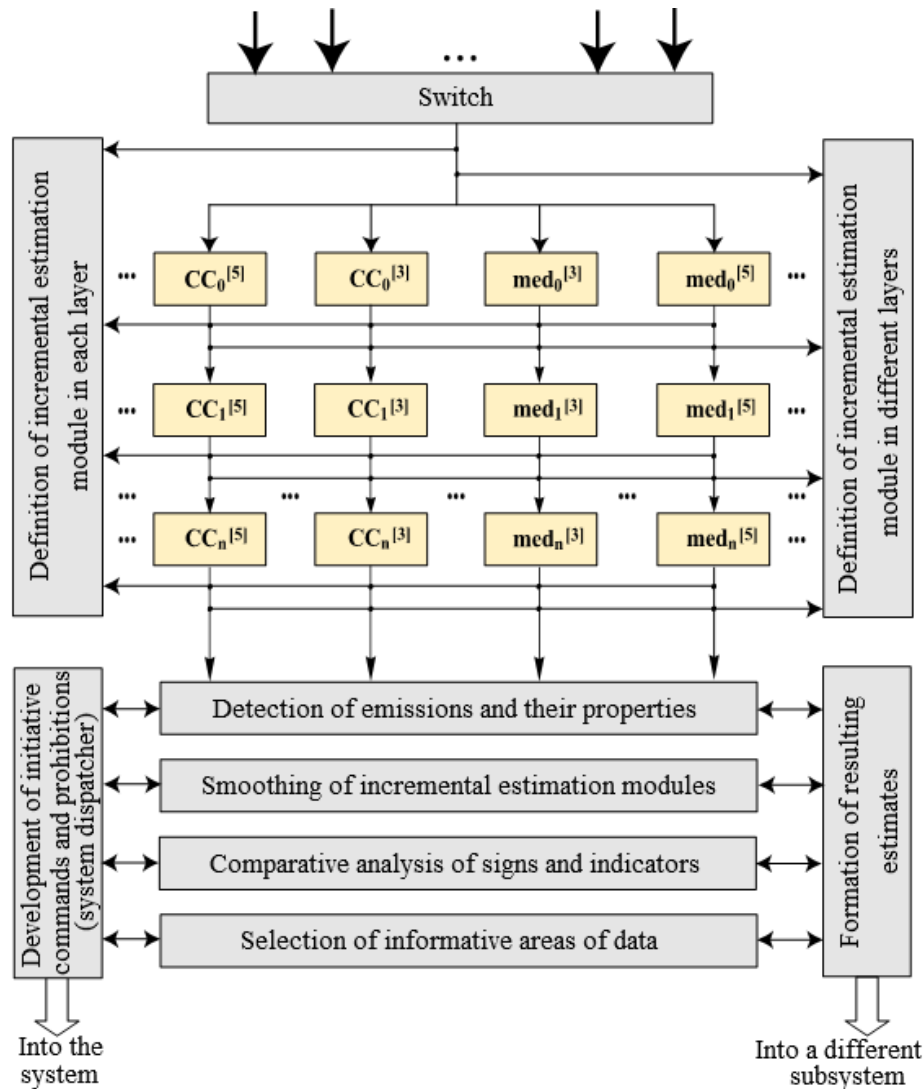 ...
Switch
Definition of incremental estimation
module in each layer
Definition of incremental estimation
module in different layers
... CC₀[5] CC₀[3] med₀[3] med₀[5] ...
... CC₁[5] CC₁[3] med₁[3] med₁[5] ...
... ... ... ... ...
... CCₙ[5] CCₙ[3] medₙ[3] medₙ[5] ...
Development of initiative
commands and prohibitions
(system dispatcher)
Detection of emissions and their properties
Smoothing of incremental estimation modules
Comparative analysis of signs and indicators
Selection of informative areas of data
Formation of resulting
estimates
Into the
system
Into a different
subsystem